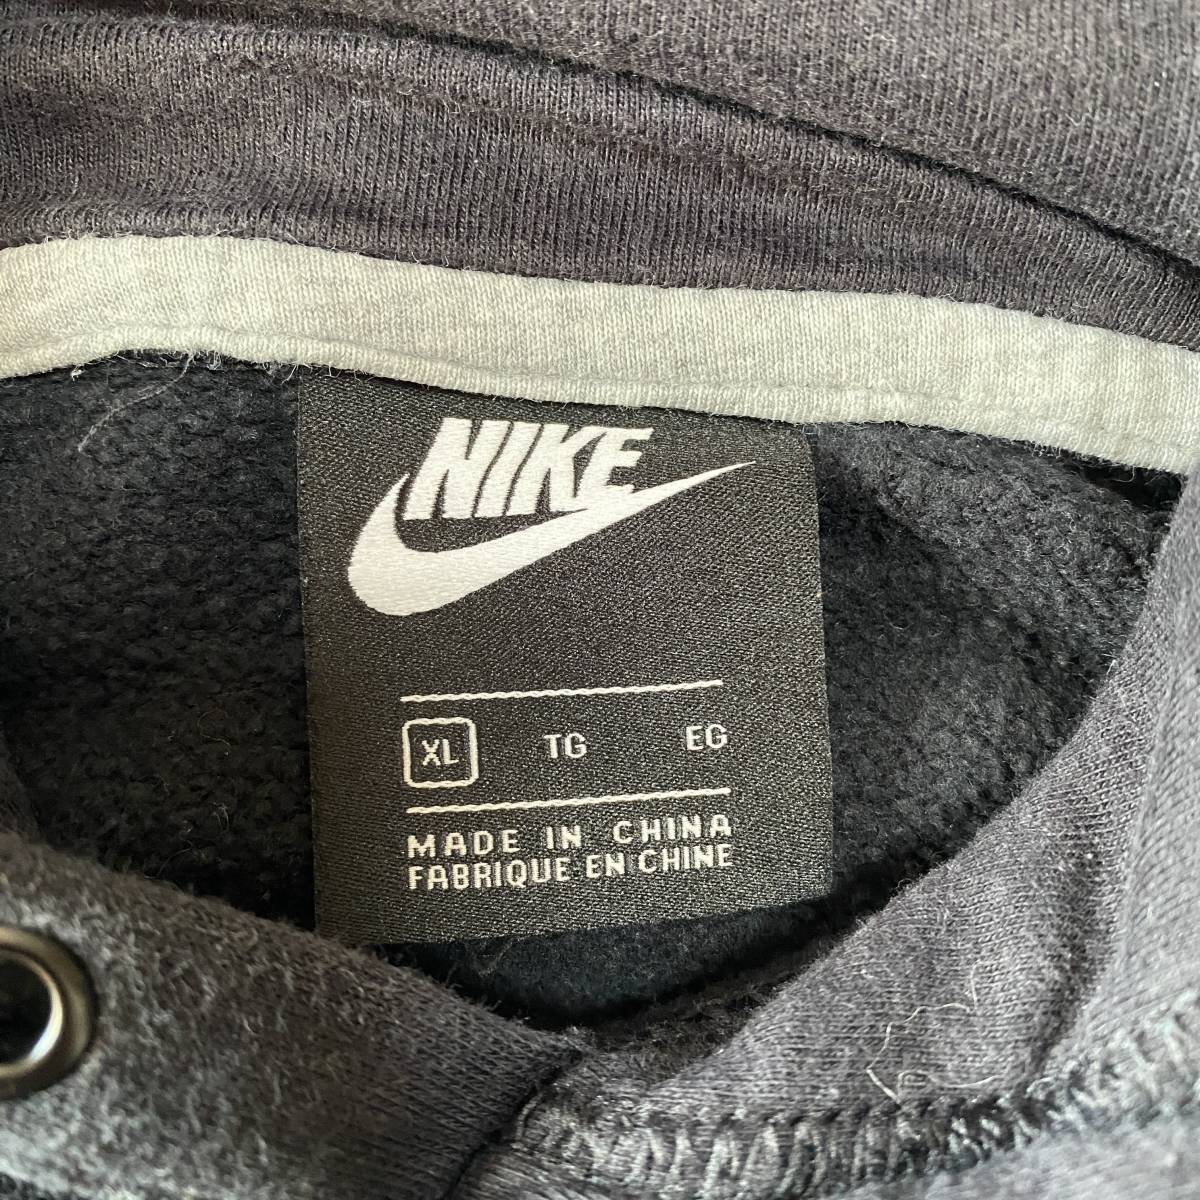 NIKE
XL TG EG
MADE IN CHINA
FABRIQUE EN CHINE